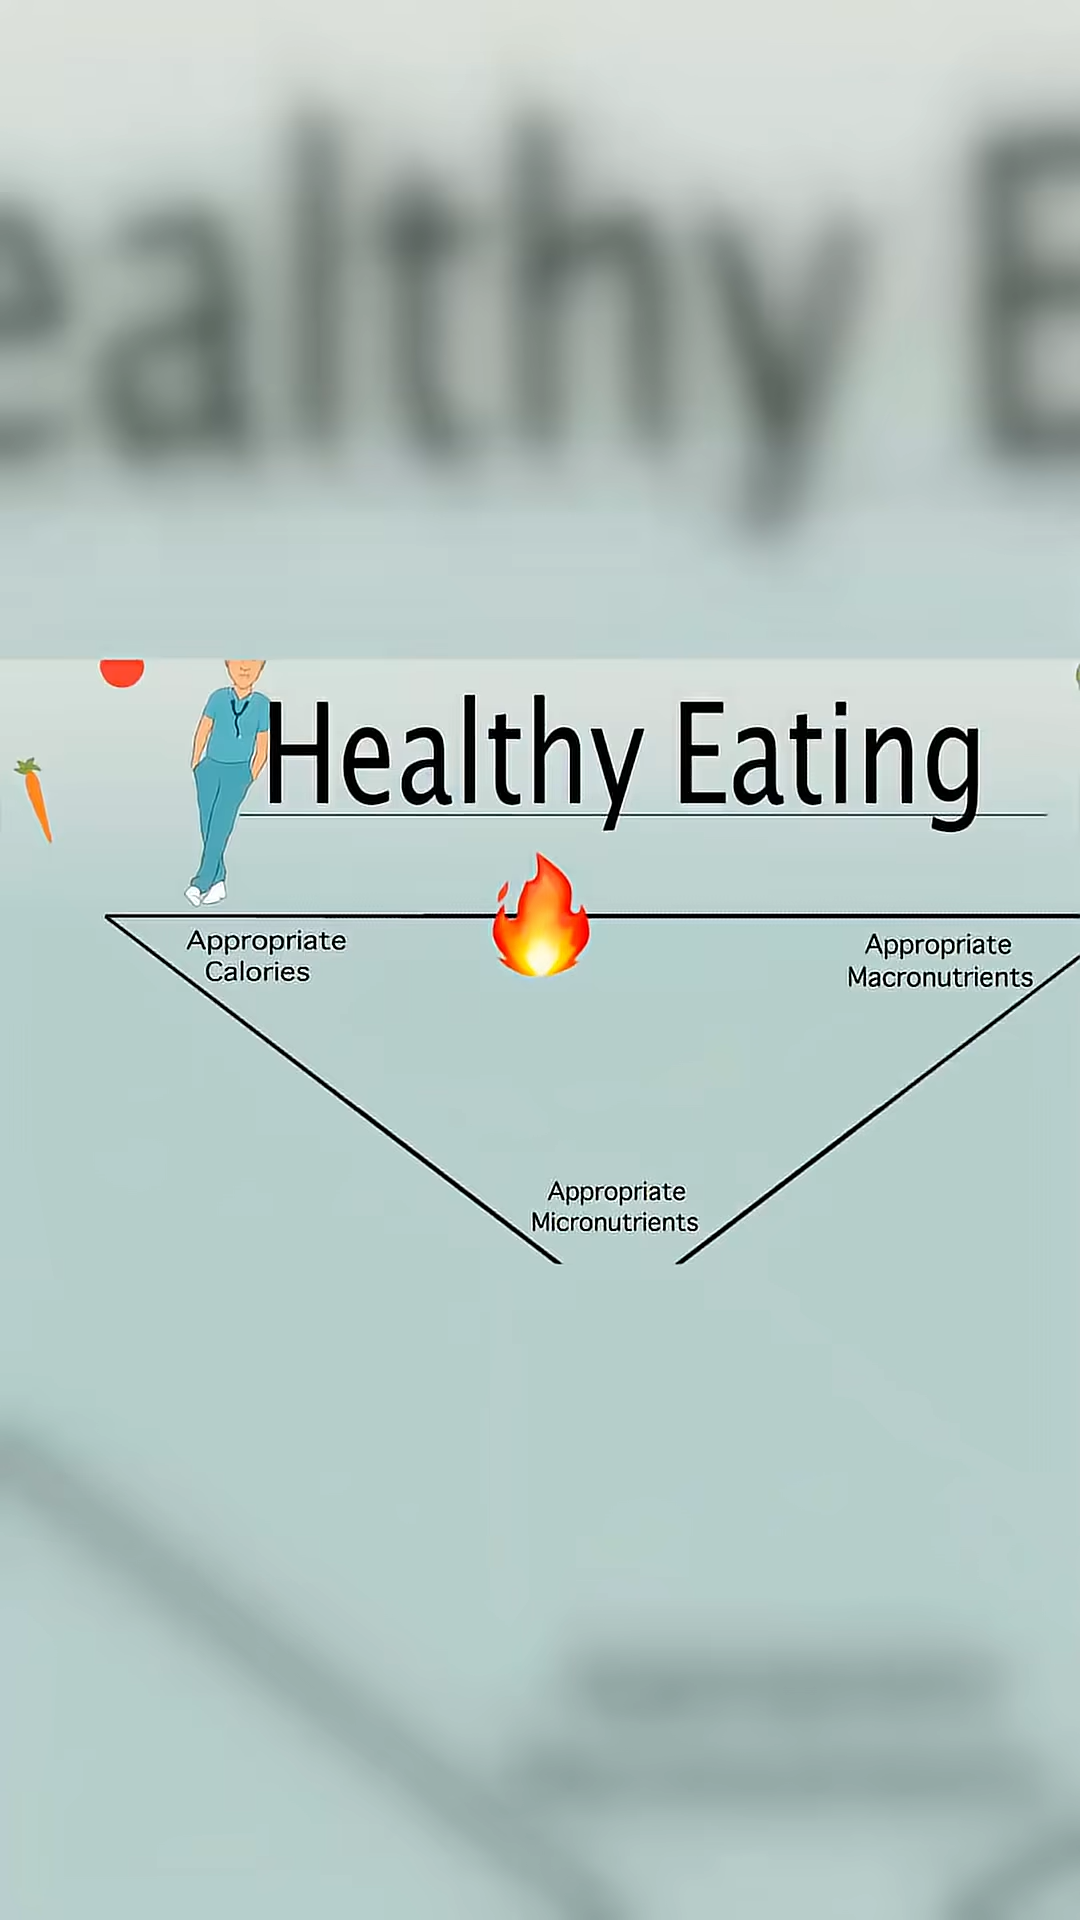 Healthy Eating
Appropriate
Calories
Appropriate
Macronutrients
Appropriate
Micronutrients